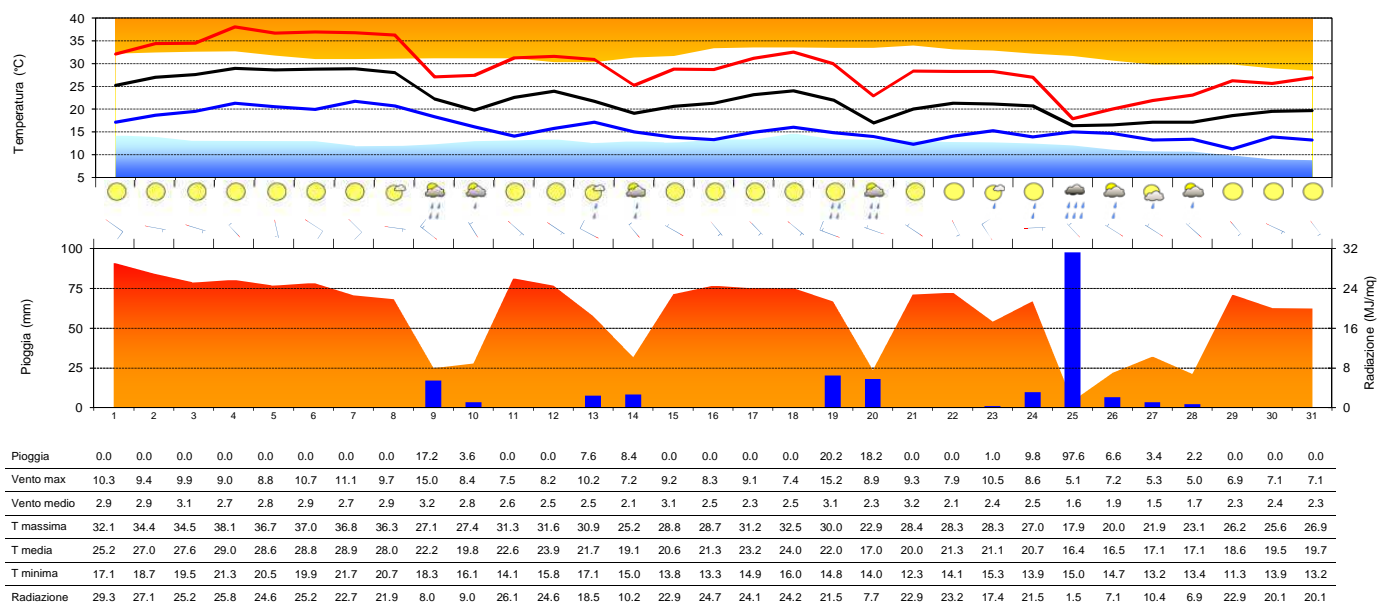 40
35
30
25
20
15
10
5
Temperatura (°C)
100
75
50
25
0
Pioggia (mm)
32
24
16
8
0
Radiazione (MJ/mq)
1 2 3 4 5 6 7 8 9 10 11 12 13 14 15 16 17 18 19 20 21 22 23 24 25 26 27 28 29 30 31
Pioggia 0.0 0.0 0.0 0.0 0.0 0.0 0.0 0.0 17.2 3.6 0.0 0.0 7.6 8.4 0.0 0.0 0.0 0.0 20.2 18.2 0.0 0.0 1.0 9.8 97.6 6.6 3.4 2.2 0.0 0.0 0.0
Vento max 10.3 9.4 9.9 9.0 8.8 10.7 11.1 9.7 15.0 8.4 7.5 8.2 10.2 7.2 9.2 8.3 9.1 7.4 15.2 8.9 9.3 7.9 10.5 8.6 5.1 7.2 5.3 5.0 6.9 7.1 7.1
Vento medio 2.9 2.9 3.1 2.7 2.8 2.9 2.7 2.9 3.2 2.8 2.6 2.5 2.5 2.1 3.1 2.5 2.3 2.5 3.1 2.3 3.2 2.1 2.4 2.5 1.6 1.9 1.5 1.7 2.3 2.4 2.3
T massima 32.1 34.4 34.5 38.1 36.7 37.0 36.8 36.3 27.1 27.4 31.3 31.6 30.9 25.2 28.8 28.7 31.2 32.5 30.0 22.9 28.4 28.3 28.3 27.0 17.9 20.0 21.9 23.1 26.2 25.6 26.9
T media 25.2 27.0 27.6 29.0 28.6 28.8 28.9 28.0 22.2 19.8 22.6 23.9 21.7 19.1 20.6 21.3 23.2 24.0 22.0 17.0 20.0 21.3 21.1 20.7 16.4 16.5 17.1 17.1 18.6 19.5 19.7
T minima 17.1 18.7 19.5 21.3 20.5 19.9 21.7 20.7 18.3 16.1 14.1 15.8 17.1 15.0 13.8 13.3 14.9 16.0 14.8 14.0 12.3 14.1 15.3 13.9 15.0 14.7 13.2 13.4 11.3 13.9 13.2
Radiazione 29.3 27.1 25.2 25.8 24.6 25.2 22.7 21.9 8.0 9.0 26.1 24.6 18.5 10.2 22.9 24.7 24.1 24.2 21.5 7.7 22.9 23.2 17.4 21.5 1.5 7.1 10.4 6.9 22.9 20.1 20.1